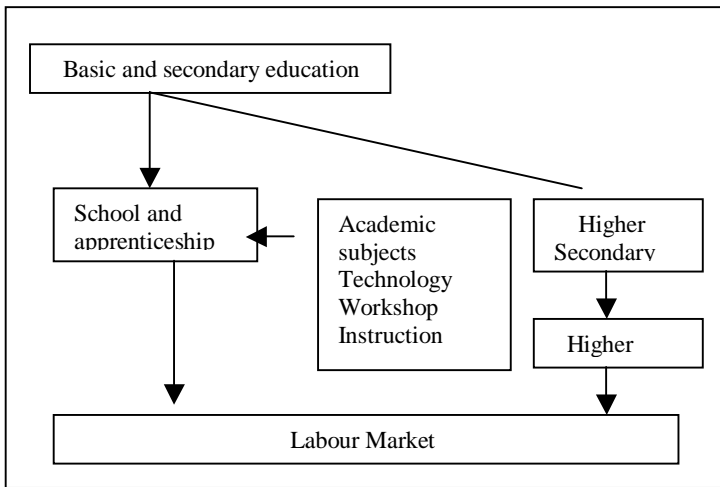 Basic and secondary education
School and
apprenticeship
Academic
subjects
Technology
Workshop
Instruction
Higher
Secondary
Higher
Labour Market